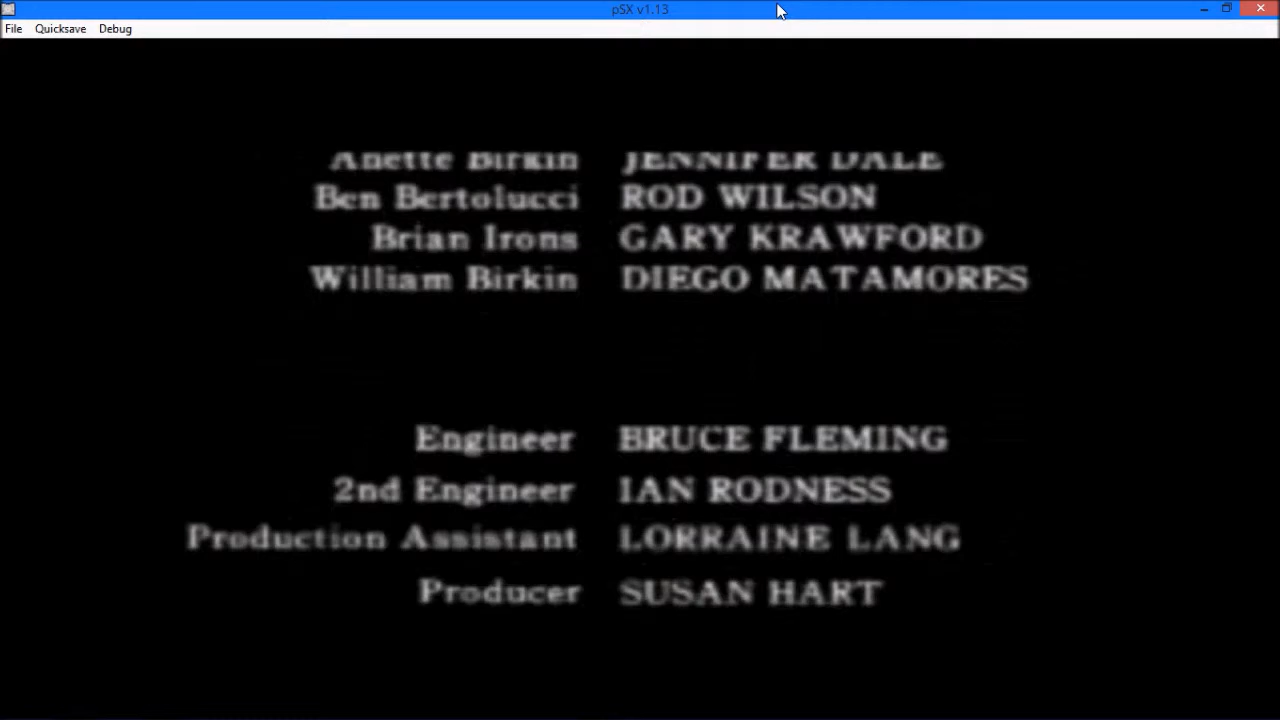 pSX v1.13
File Quicksave Debug
Anette Birkin JENNIFER DALE
Ben Bertolucci ROD WILSON
Brian Irons GARY KRAWFORD
William Birkin DIEGO MATAMORES
Engineer BRUCE FLEMING
2nd Engineer IAN RODNESS
Production Assistant LORRAINE LANG
Producer SUSAN HART